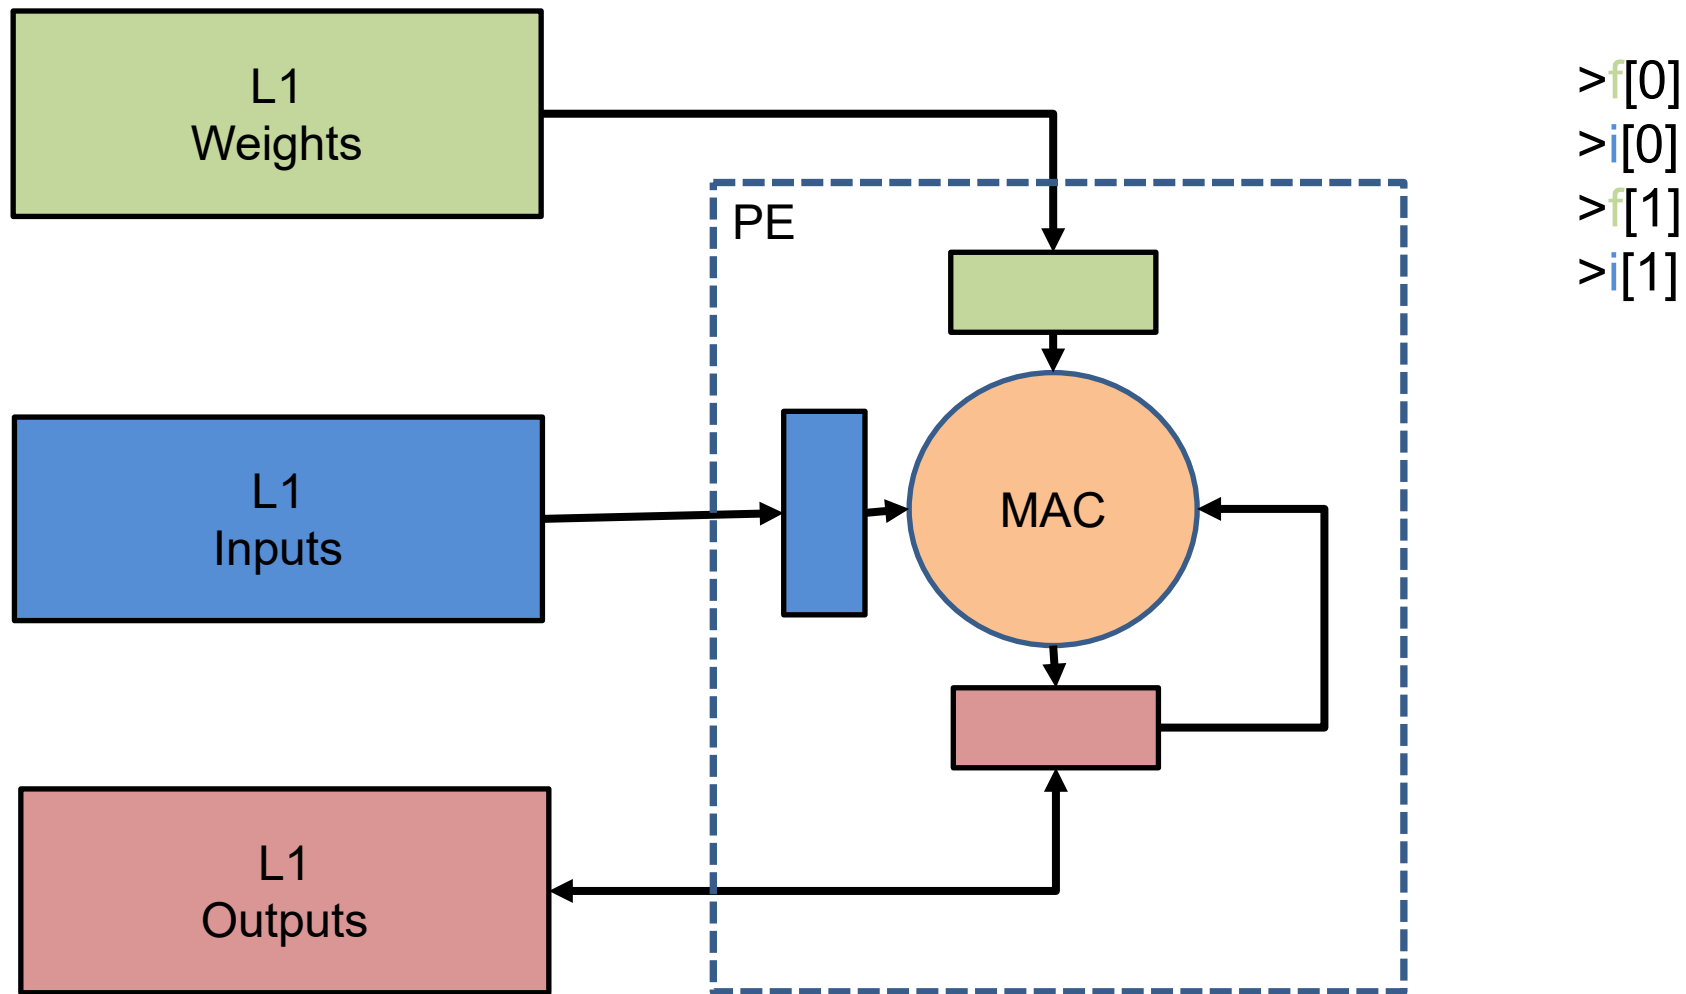 L1
Weights
PE
L1
Inputs
MAC
L1
Outputs
>f[0]
>i[0]
>f[1]
>i[1]